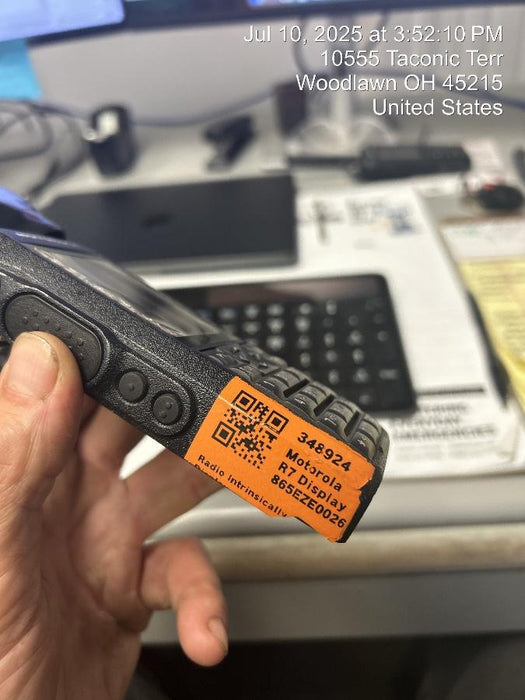 Jul 10, 2025 at 3:52:10 PM
10555 Taconic Terr
Woodlawn OH 45215
United States
348924
Motorola
R7 Display
865EZE0026
Radio Intrinsically